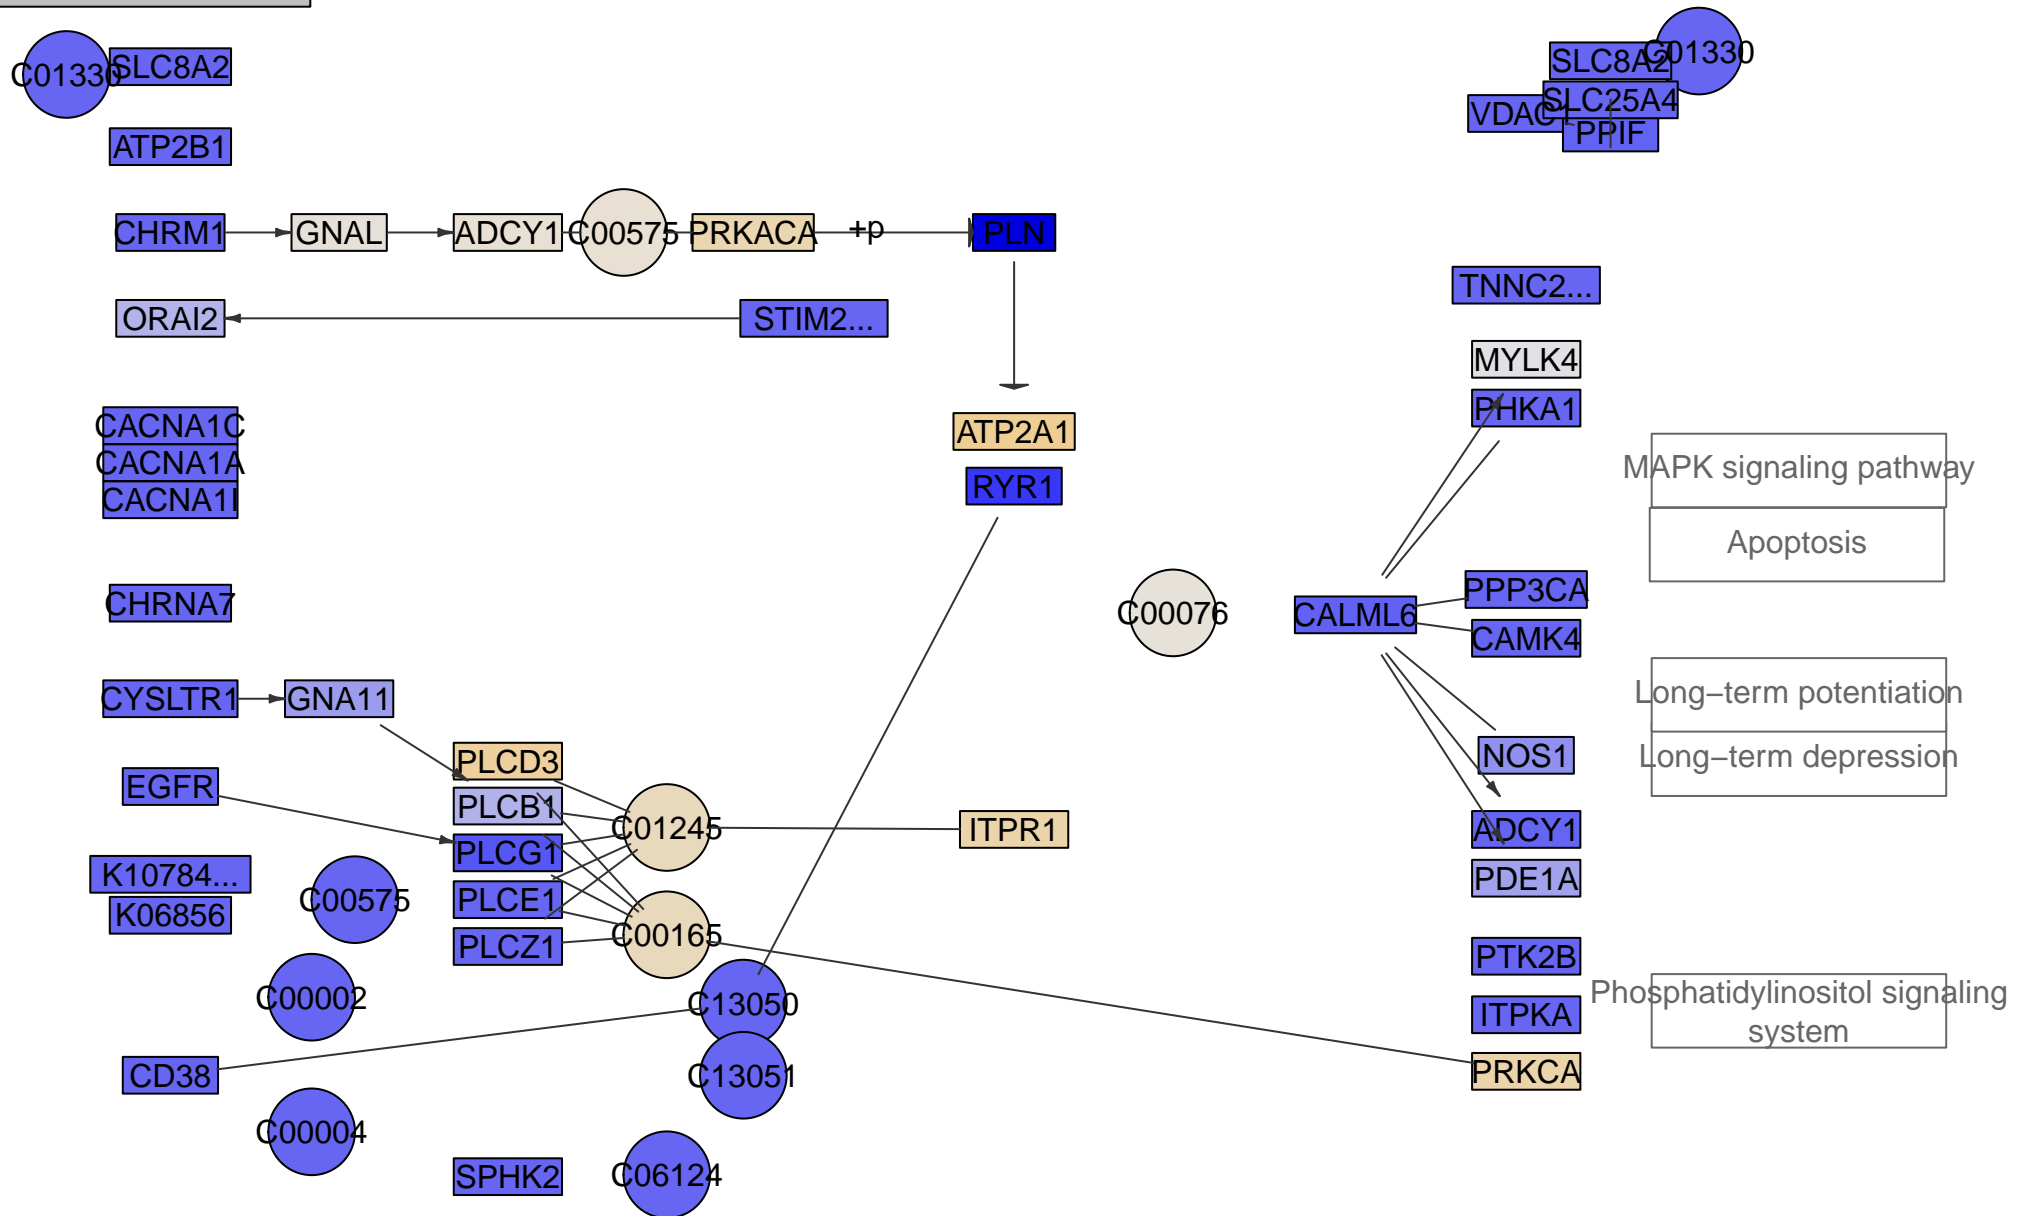 C01330
SLC8A2
SLC8A2
C01330
SLC25A4
VDAC1
PPIF
ATP2B1
CHRM1
GNAL
ADCY1
C00575
PRKACA
+p
PLN
TNNC2...
ORAI2
STIM2...
MYLK4
PHKA1
CACNA1C
CACNA1A
CACNA1I
ATP2A1
RYR1
MAPK signaling pathway
Apoptosis
CHRNA7
C00076
CALML6
PPP3CA
CAMK4
CYSLTR1
GNA11
Long−term potentiation
Long−term depression
NOS1
PLCD3
EGFR
PLCB1
C01245
ITPR1
ADCY1
PLCG1
K10784...
PDE1A
C00575
PLCE1
K06856
C00165
PLCZ1
PTK2B
C00002
C13050
Phosphatidylinositol signaling
system
ITPKA
CD38
C13051
PRKCA
C00004
SPHK2
C06124